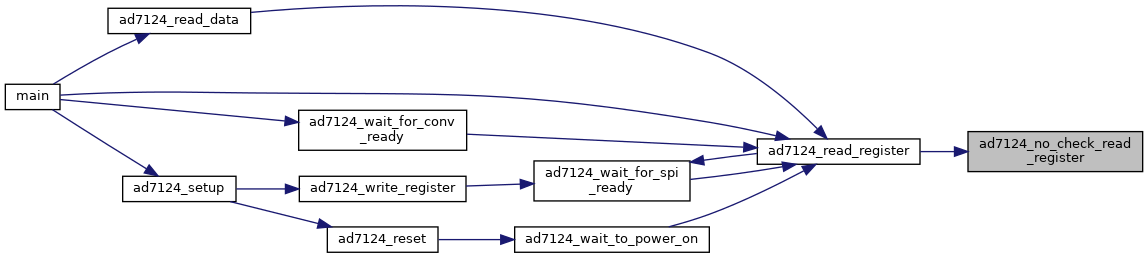 ad7124_read_data
main
ad7124_wait_for_conv
_ready
ad7124_setup
ad7124_write_register
ad7124_reset
ad7124_wait_for_spi
_ready
ad7124_wait_to_power_on
ad7124_read_register
ad7124_no_check_read
_register